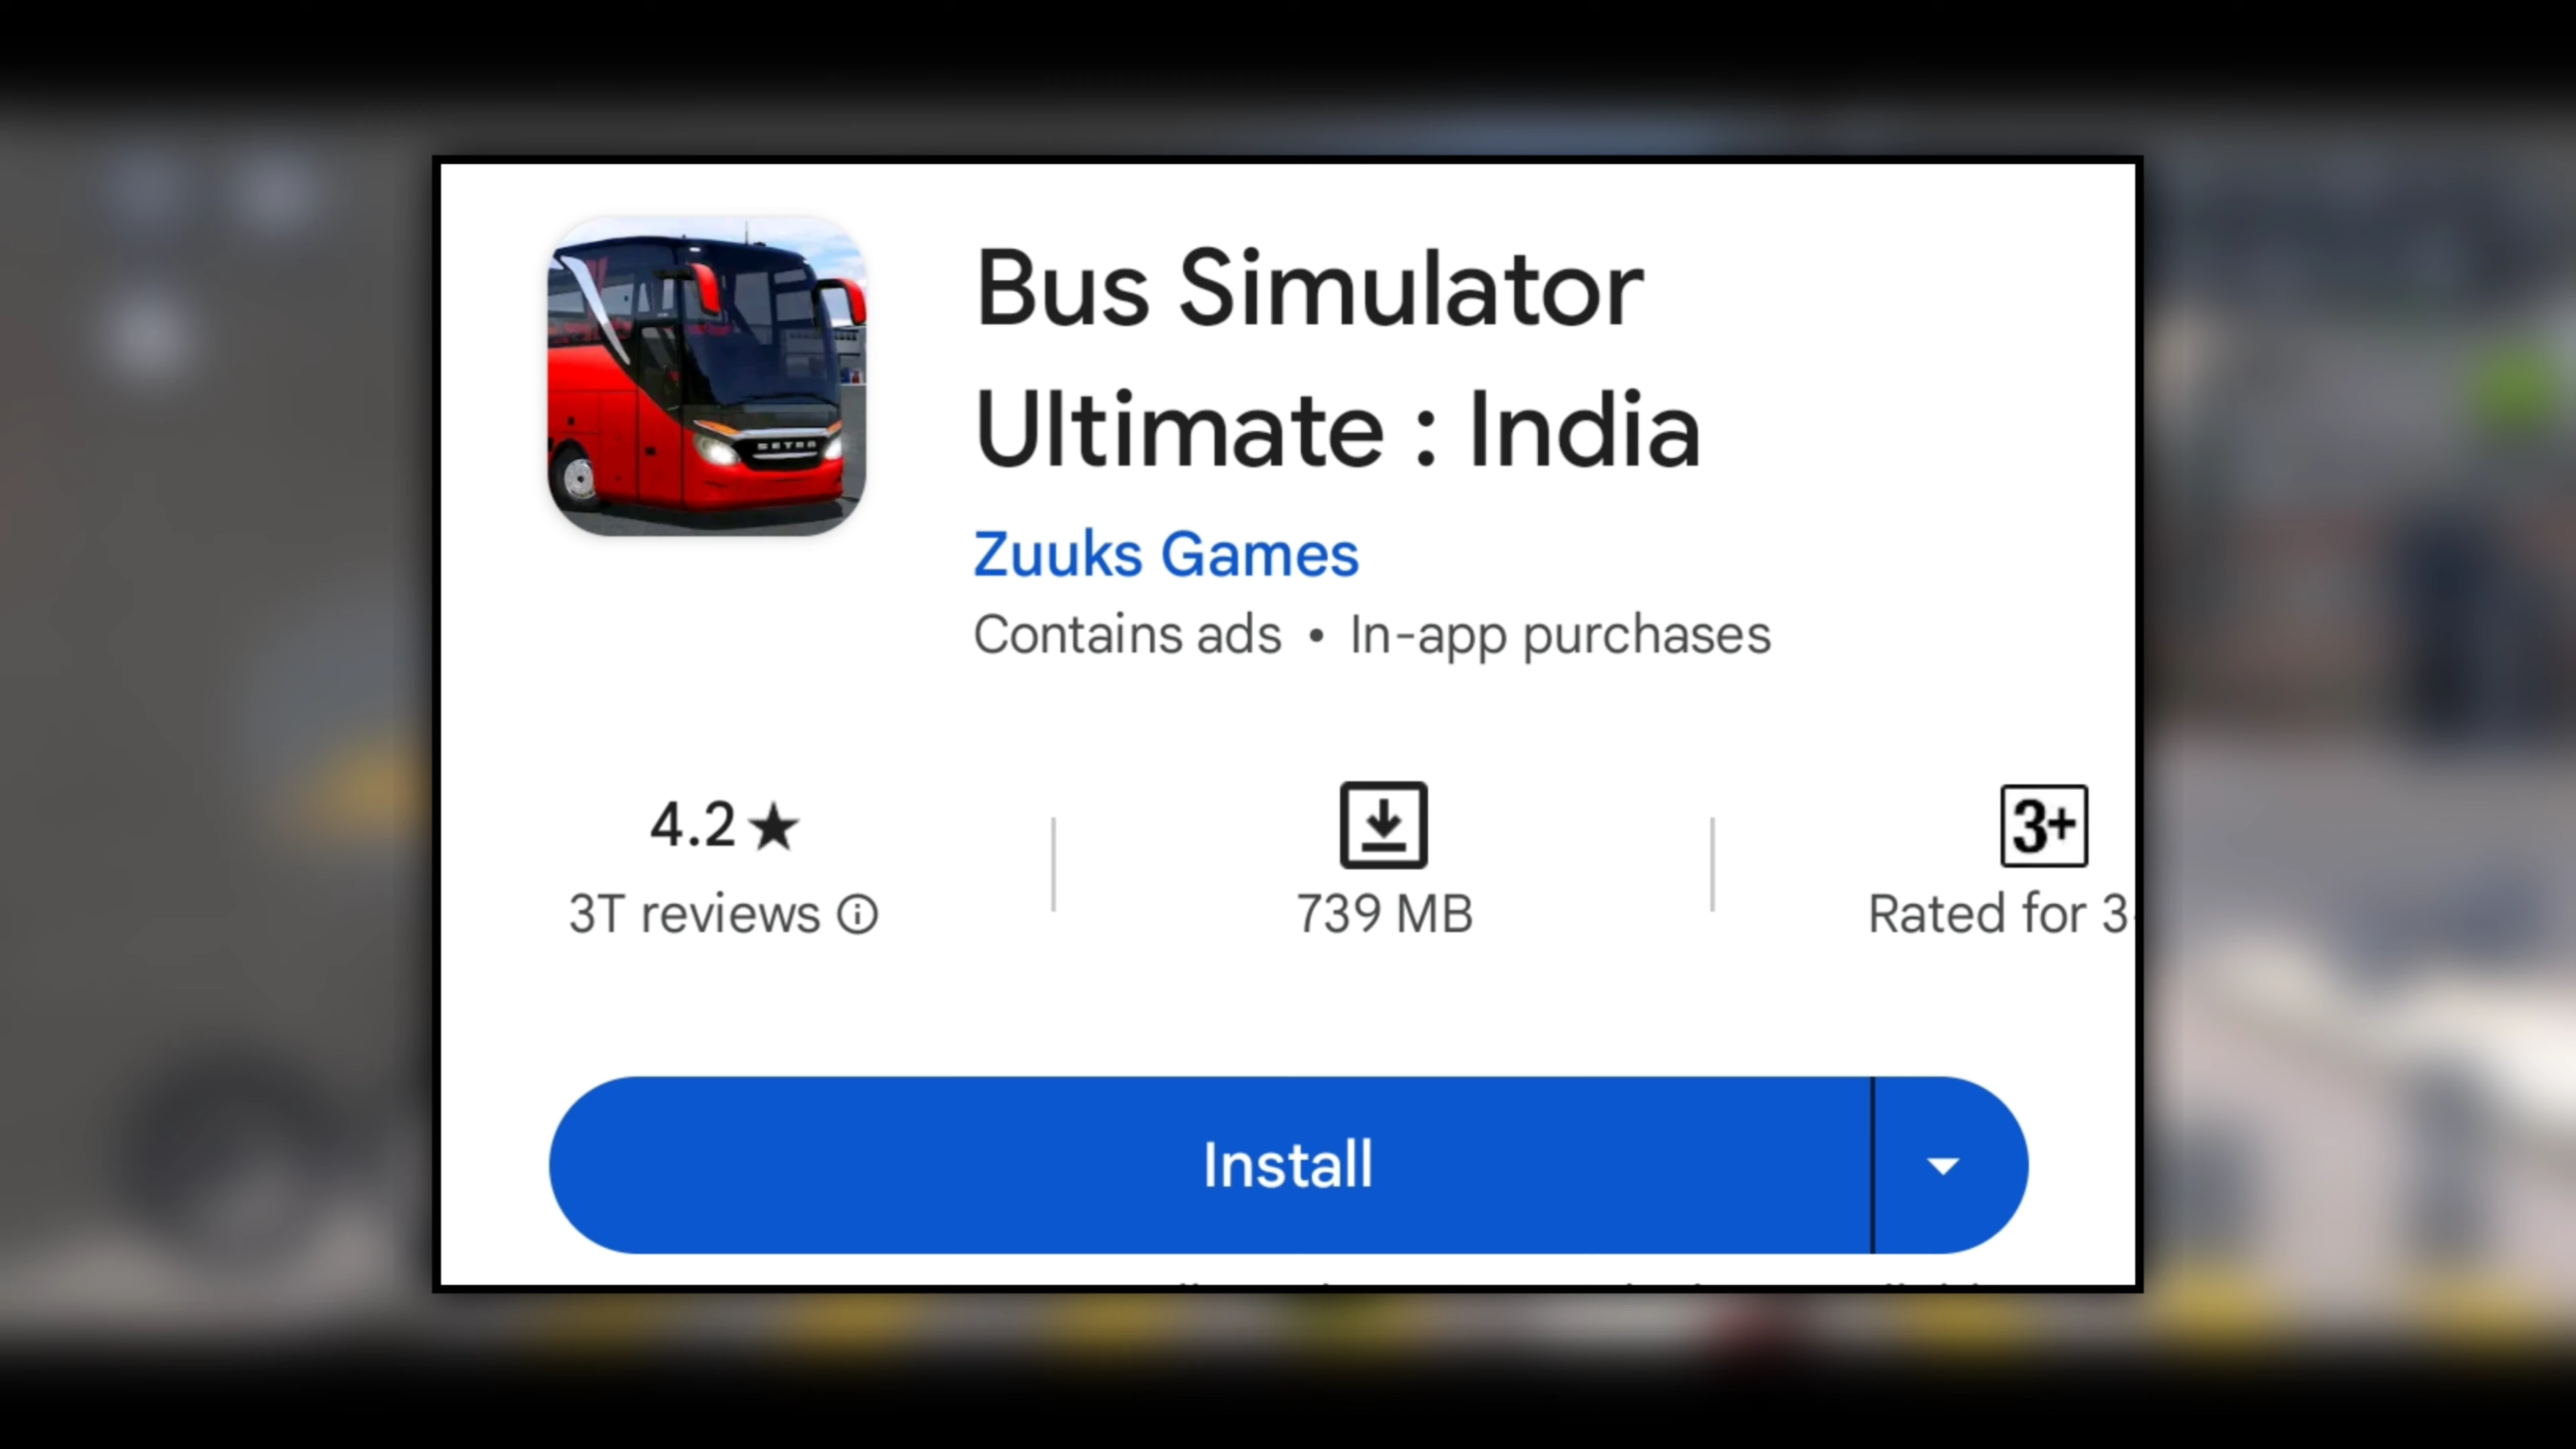 Bus Simulator
Ultimate : India
Zuuks Games
Contains ads • In-app purchases
4.2★
3T reviews
739 MB
3+
Rated for 3
Install
SETRA